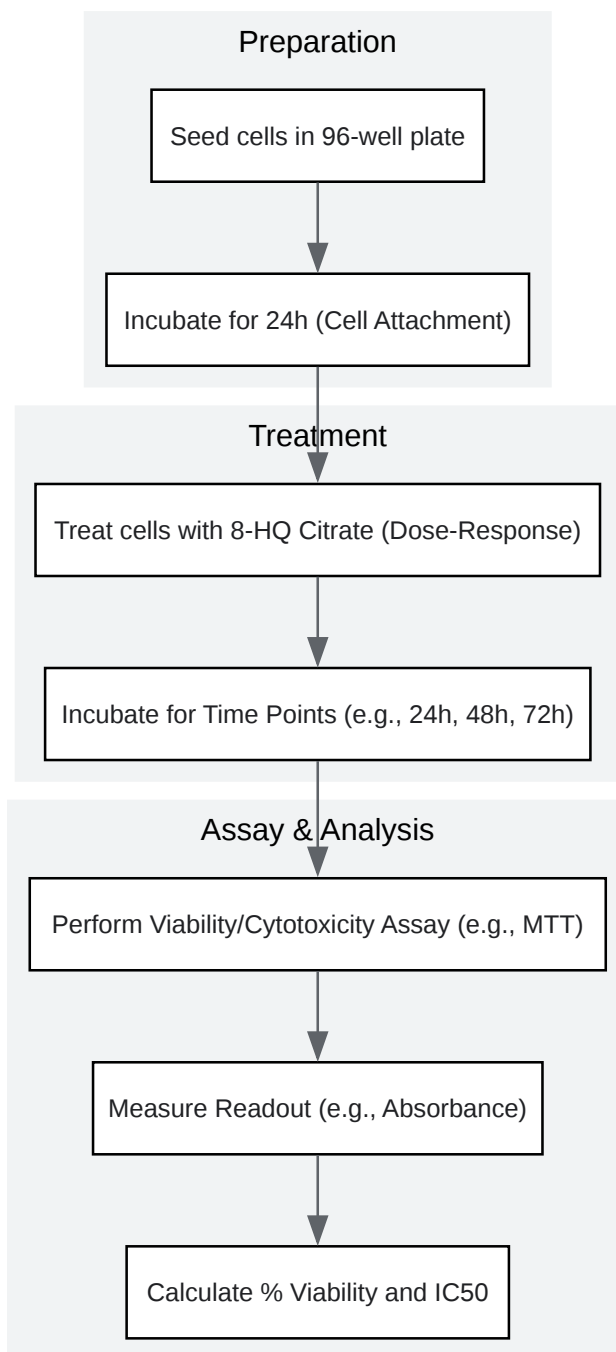 Preparation
Seed cells in 96-well plate
Incubate for 24h (Cell Attachment)
Treatment
Treat cells with 8-HQ Citrate (Dose-Response)
Incubate for Time Points (e.g., 24h, 48h, 72h)
Assay & Analysis
Perform Viability/Cytotoxicity Assay (e.g., MTT)
Measure Readout (e.g., Absorbance)
Calculate % Viability and IC50